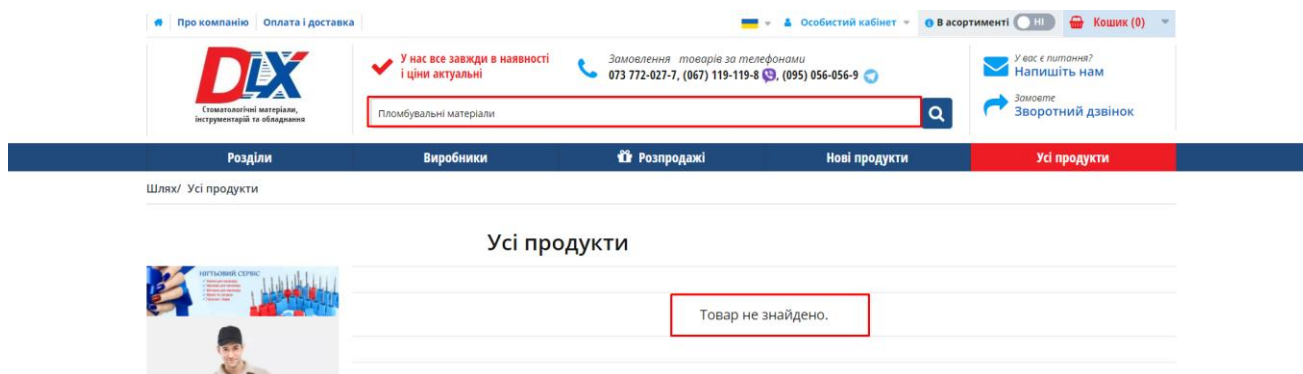 Про компанію Оплата і доставка Особистий кабінет В асортименті НІ Кошик (0)
DLX
Стоматологічні матеріали,
інструментарій та обладнання
У нас все завжди в наявності
і ціни актуальні
Замовлення товарів за телефонами
073 772-027-7, (067) 119-119-8 , (095) 056-056-9
У вас є питання?
Напишіть нам
Пломбувальні матеріали
Замовте
Зворотний дзвінок
Розділи Виробники Розпродажі Нові продукти Усі продукти
Шлях/ Усі продукти
Усі продукти
НІГТЬОВИЙ СЕРВІС
Товар не знайдено.